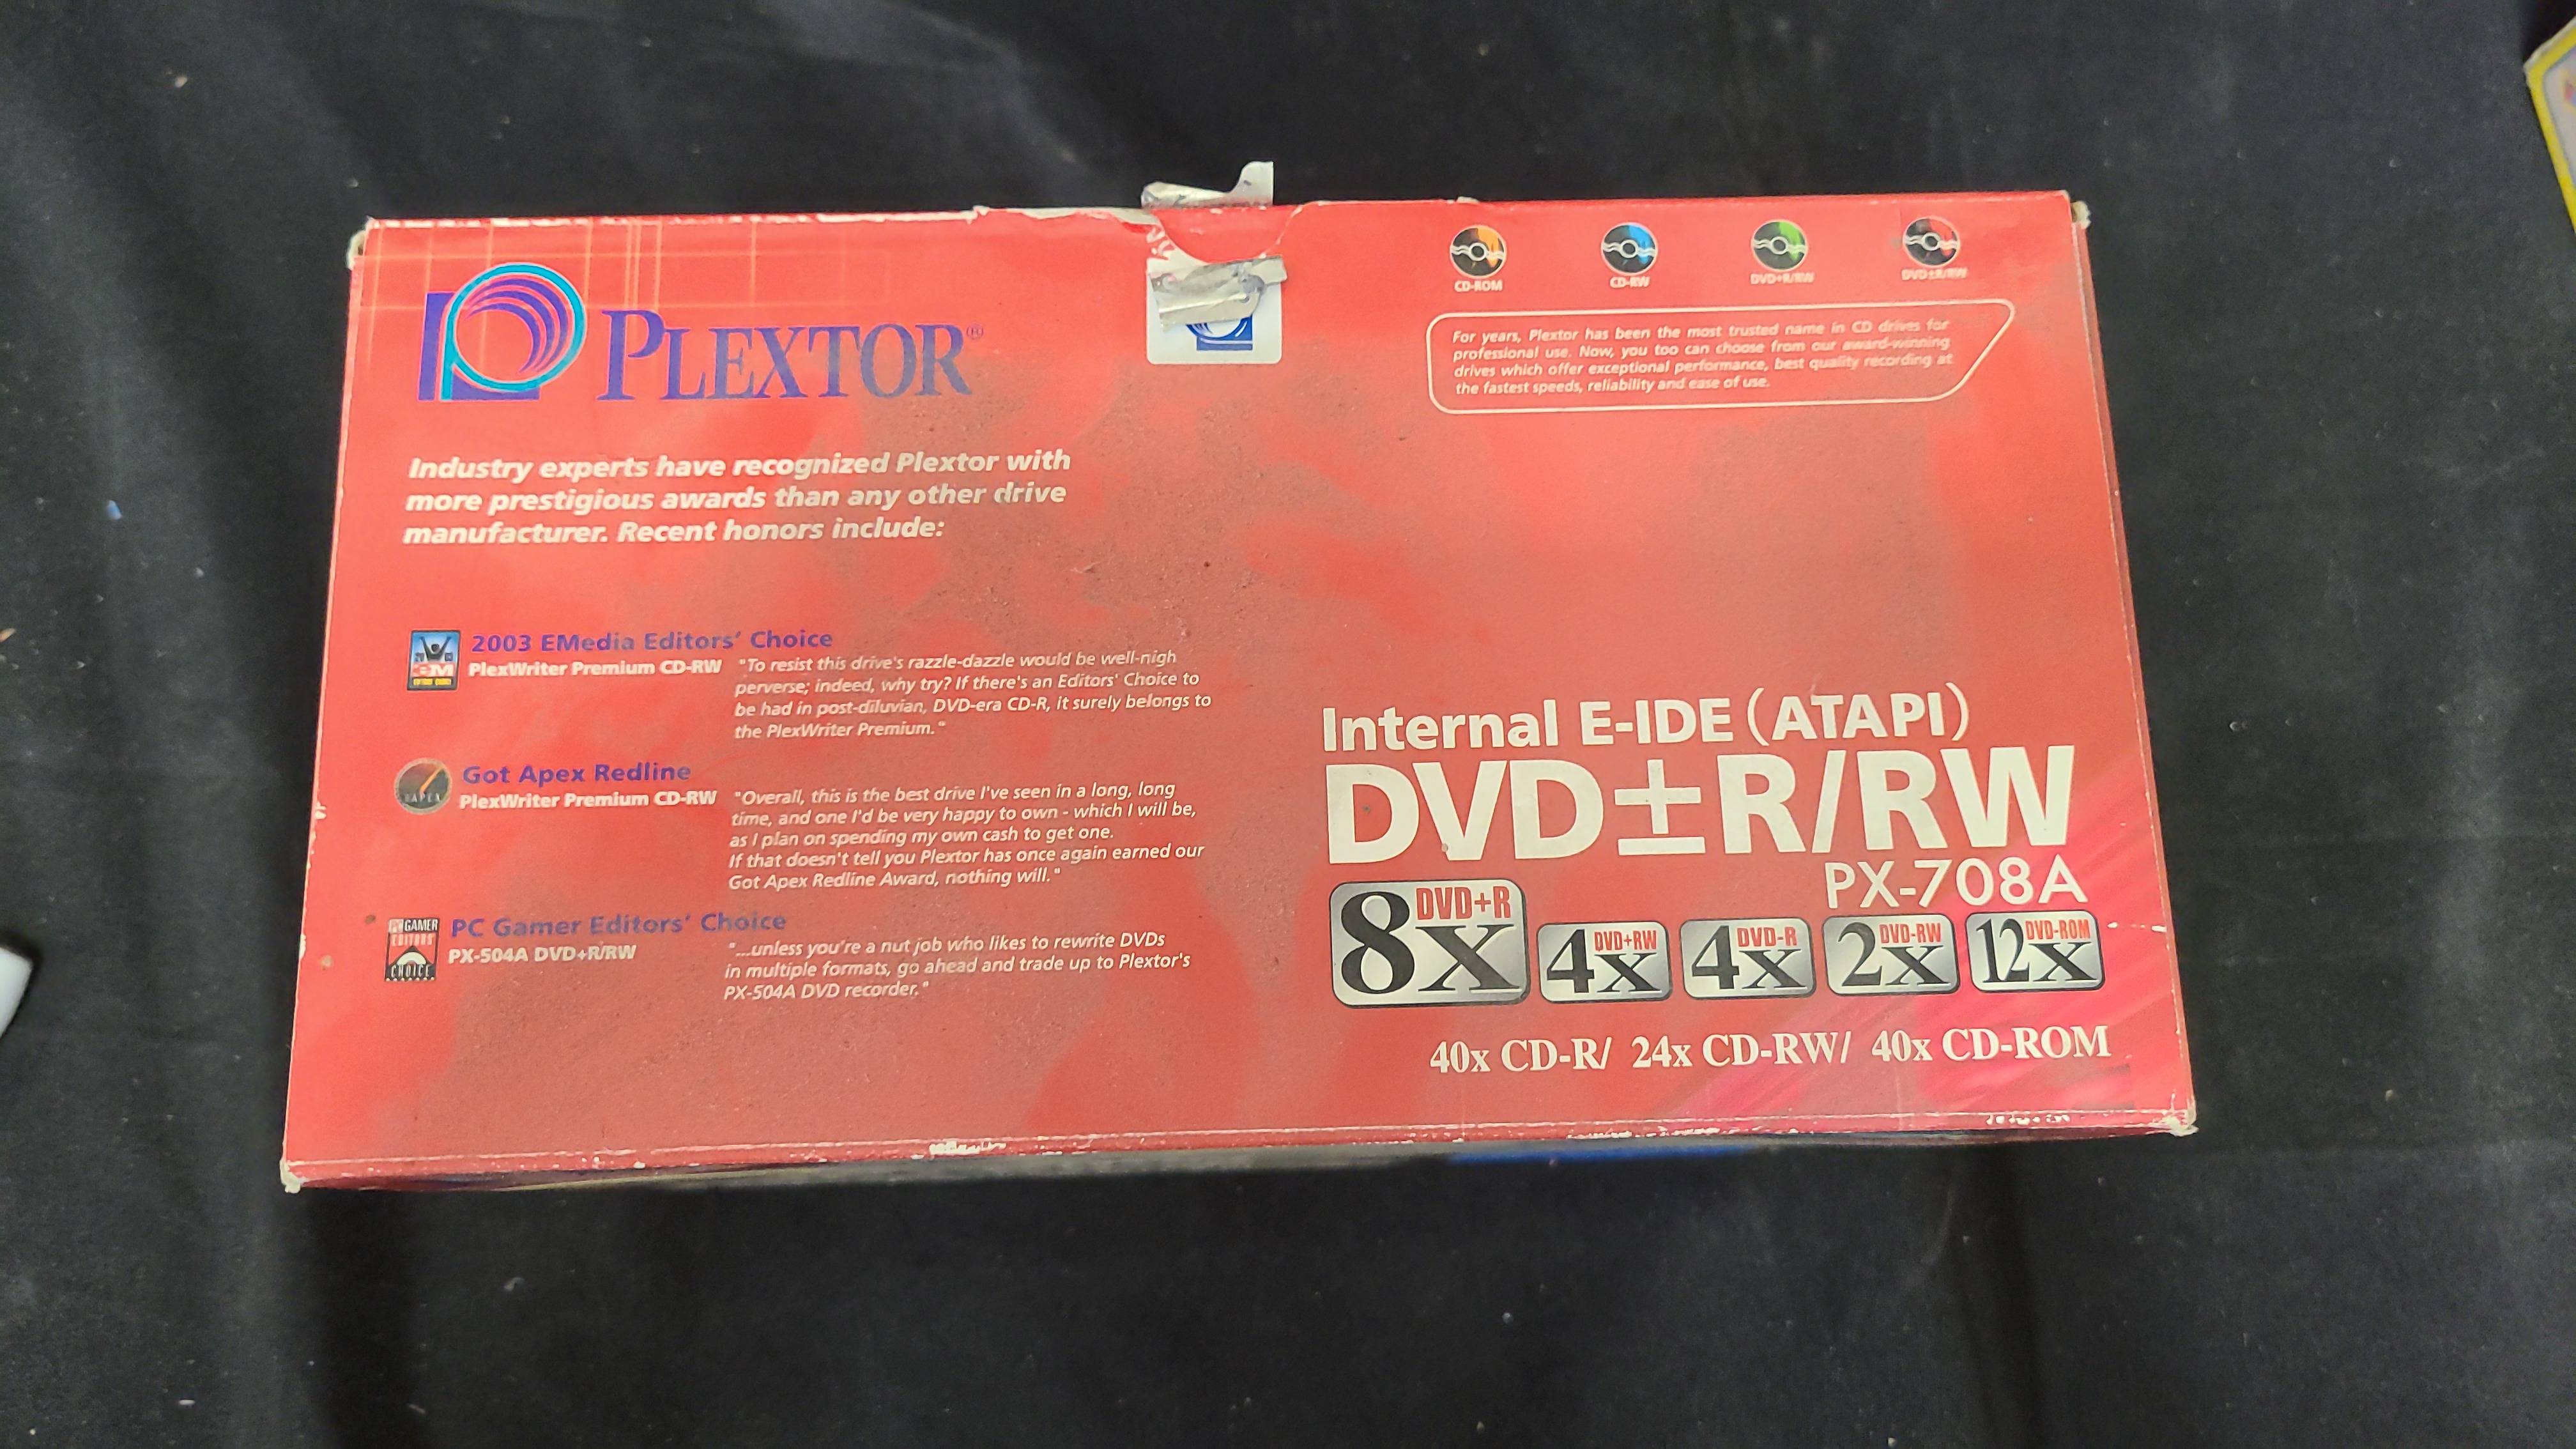 PLEXTOR®
Industry experts have recognized Plextor with
more prestigious awards than any other drive
manufacturer. Recent honors include:
2003 EMedia Editors' Choice
PlexWriter Premium CD-RW
"To resist this drive's razzle-dazzle would be well-nigh
perverse; indeed, why try? If there's an Editors' Choice to
be had in post-diluvian, DVD-era CD-R, it surely belongs to
the PlexWriter Premium."
APEX
Got Apex Redline
PlexWriter Premium CD-RW
"Overall, this is the best drive I've seen in a long, long
time, and one I'd be very happy to own - which I will be,
as I plan on spending my own cash to get one.
If that doesn't tell you Plextor has once again earned our
Got Apex Redline Award, nothing will."
PC GAMER
EDITORS'
CHOICE
PC Gamer Editors' Choice
PX-504A DVD+R/RW
"...unless you're a nut job who likes to rewrite DVDs
in multiple formats, go ahead and trade up to Plextor's
PX-504A DVD recorder."
CD-ROM
CD-RW
DVD+R/RW
DVD±R/RW
For years, Plextor has been the most trusted name in CD drives for
professional use. Now, you too can choose from our award-winning
drives which offer exceptional performance, best quality recording at
the fastest speeds, reliability and ease of use.
Internal E-IDE (ATAPI)
DVD±R/RW
PX-708A
8x DVD+R
4x DVD+RW
4x DVD-R
2x DVD-RW
12x DVD-ROM
40x CD-R/ 24x CD-RW/ 40x CD-ROM